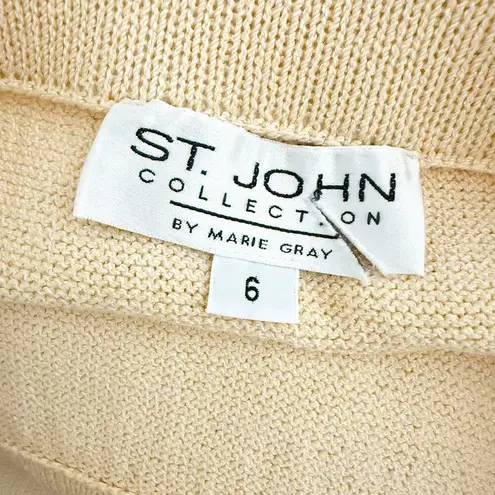 ST. JOHN
COLLECTION
BY MARIE GRAY
6